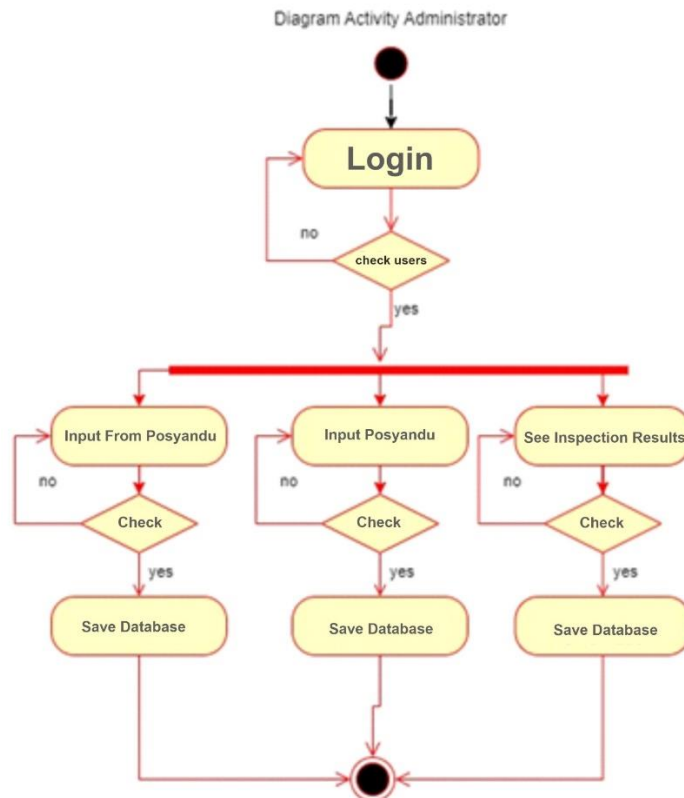 Diagram Activity Administrator
Login
no
check users
yes
Input From Posyandu
Input Posyandu
See Inspection Results
no
no
no
Check
Check
Check
yes
yes
yes
Save Database
Save Database
Save Database